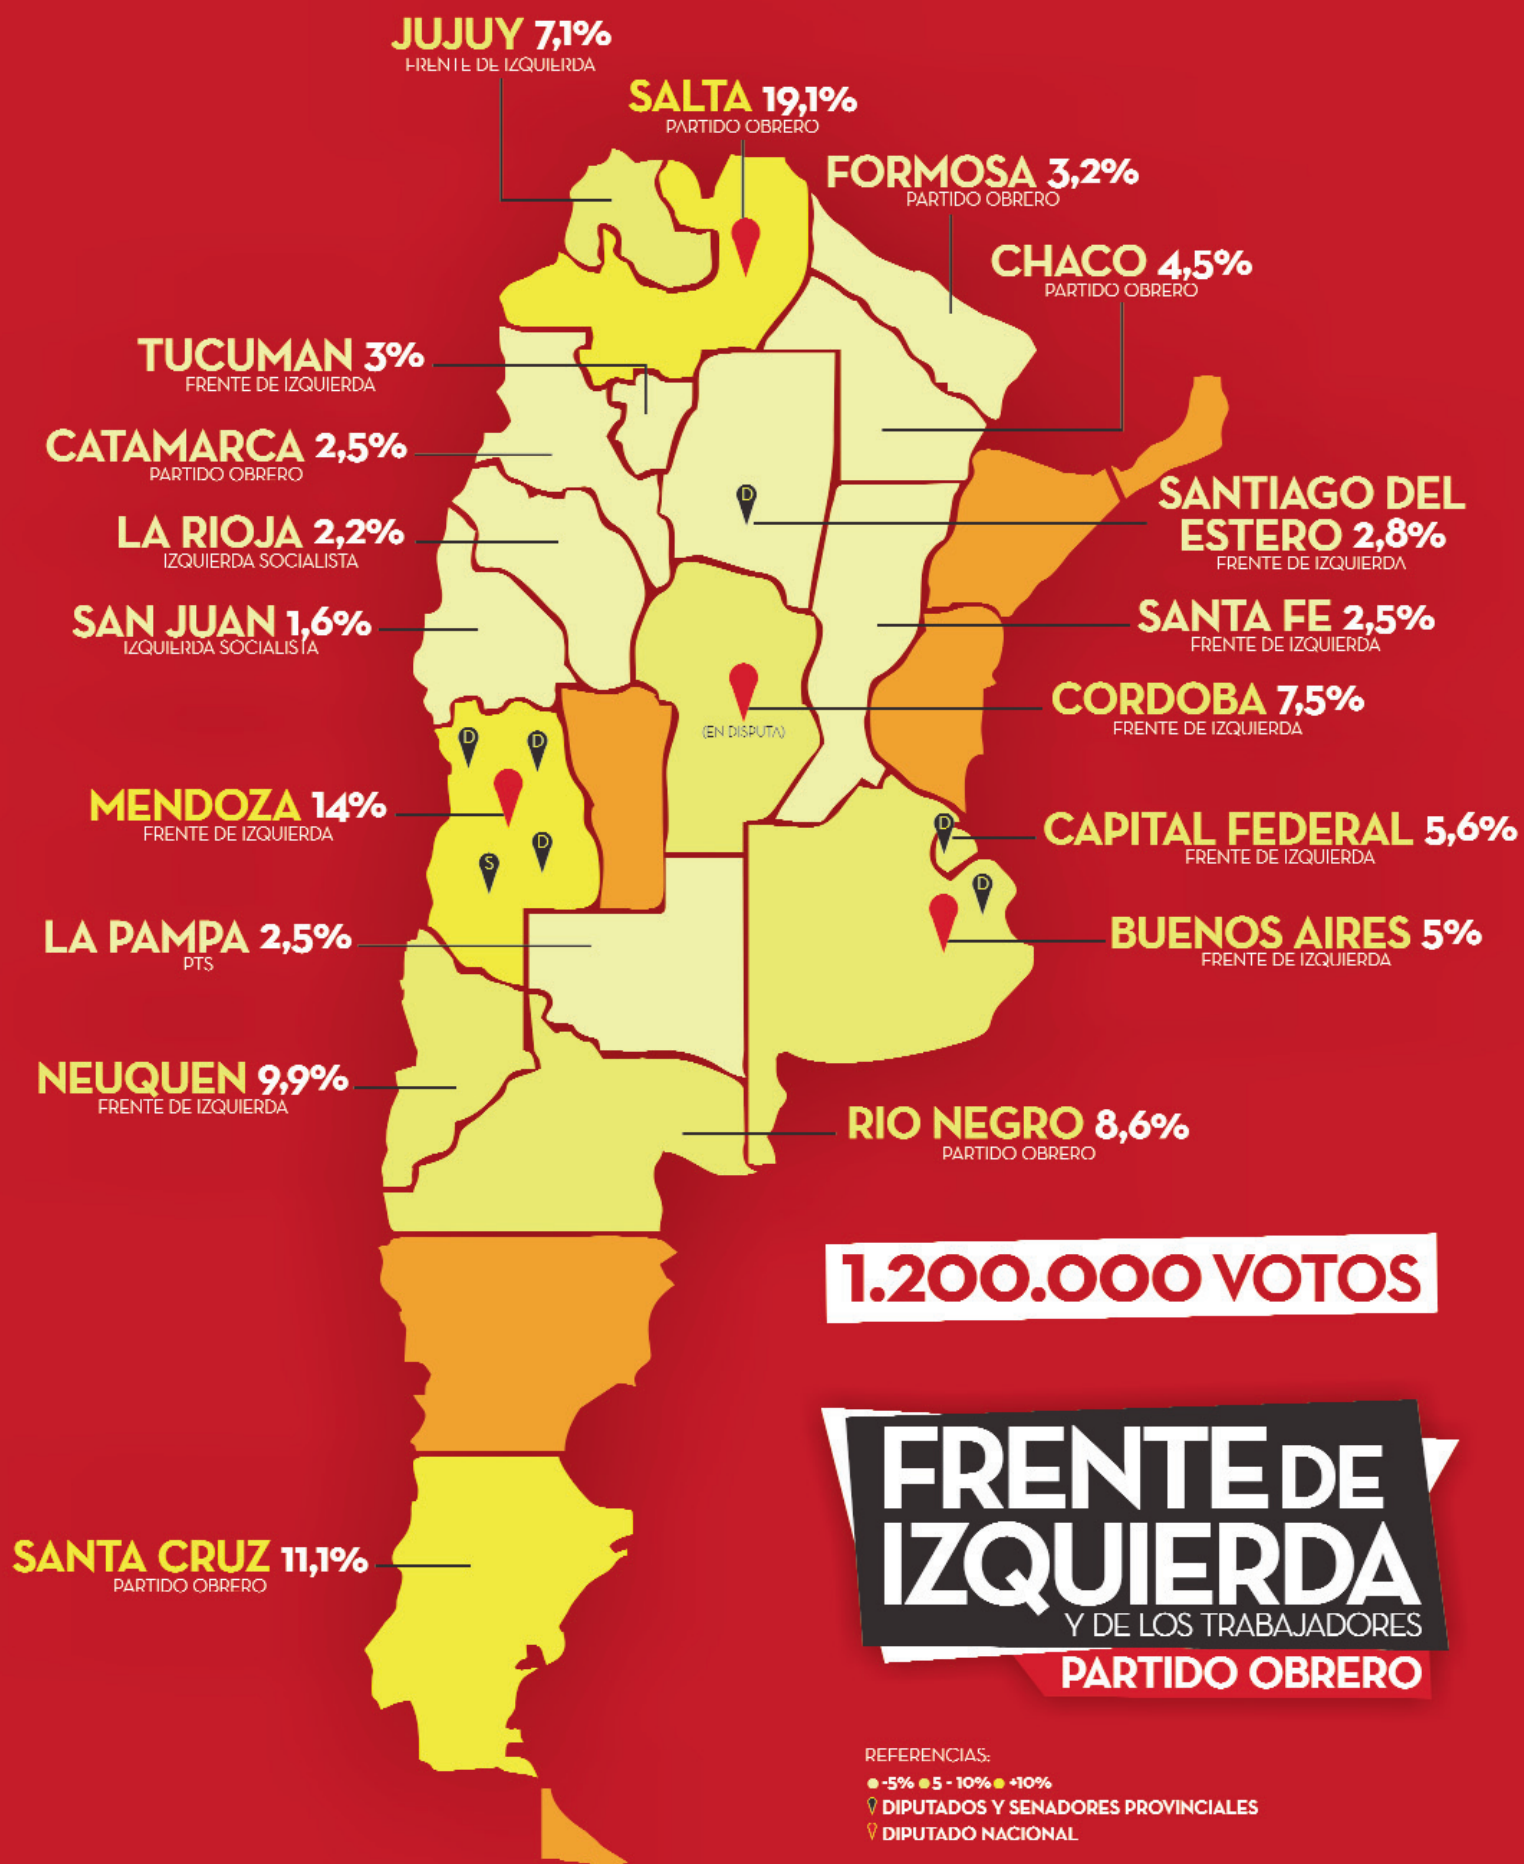 JUJUY 7,1%
FRENTE DE IZQUIERDA
SALTA 19,1%
PARTIDO OBRERO
FORMOSA 3,2%
PARTIDO OBRERO
CHACO 4,5%
PARTIDO OBRERO
TUCUMAN 3%
FRENTE DE IZQUIERDA
CATAMARCA 2,5%
PARTIDO OBRERO
LA RIOJA 2,2%
IZQUIERDA SOCIALISTA
SAN JUAN 1,6%
IZQUIERDA SOCIALISTA
D
SANTIAGO DEL
ESTERO 2,8%
FRENTE DE IZQUIERDA
SANTA FE 2,5%
FRENTE DE IZQUIERDA
CORDOBA 7,5%
FRENTE DE IZQUIERDA
(EN DISPUTA)
D
D
MENDOZA 14%
FRENTE DE IZQUIERDA
D
S
D
CAPITAL FEDERAL 5,6%
FRENTE DE IZQUIERDA
D
BUENOS AIRES 5%
FRENTE DE IZQUIERDA
LA PAMPA 2,5%
PTS
NEUQUEN 9,9%
FRENTE DE IZQUIERDA
RIO NEGRO 8,6%
PARTIDO OBRERO
1.200.000 VOTOS
FRENTE DE
IZQUIERDA
Y DE LOS TRABAJADORES
PARTIDO OBRERO
SANTA CRUZ 11,1%
PARTIDO OBRERO
REFERENCIAS:
-5% 5 - 10% +10%
DIPUTADOS Y SENADORES PROVINCIALES
DIPUTADO NACIONAL